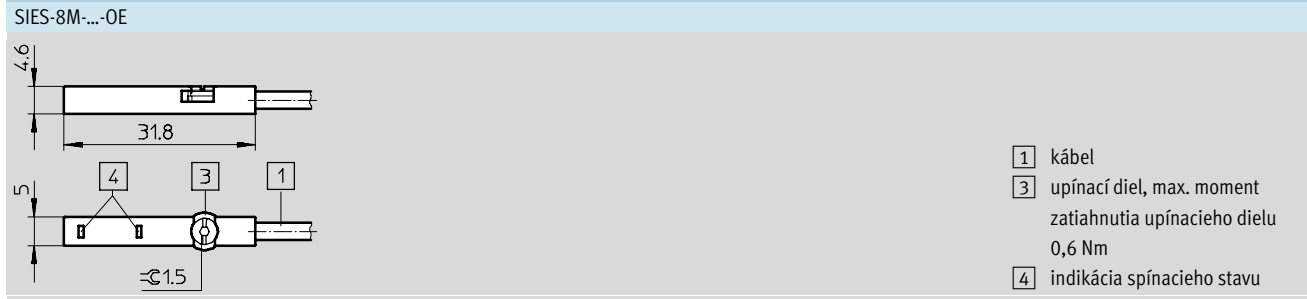 SIES-8M-...-OE
4.6
31.8
5
4
3
1
1.5
1 kábel
3 upínací diel, max. moment
zatiahnutia upínacieho dielu
0,6 Nm
4 indikácia spínacieho stavu